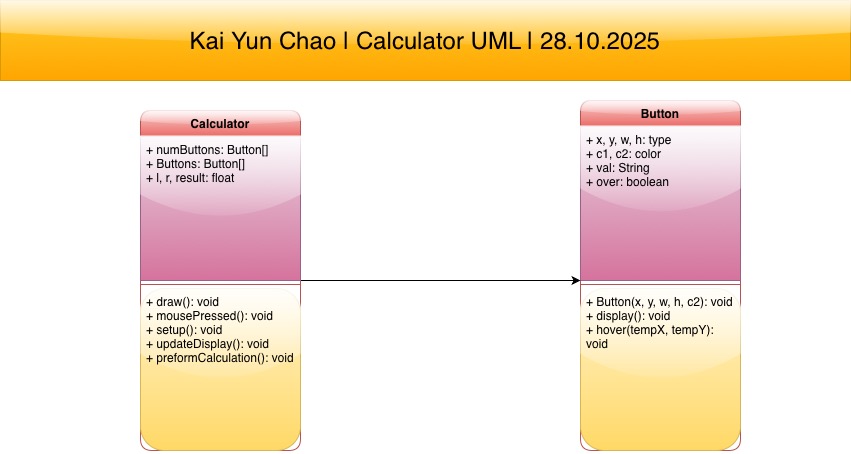 Kai Yun Chao | Calculator UML | 28.10.2025
Calculator
+ numButtons: Button[]
+ Buttons: Button[]
+ l, r, result: float
+ draw(): void
+ mousePressed(): void
+ setup(): void
+ updateDisplay(): void
+ preformCalculation(): void
Button
+ x, y, w, h: type
+ c1, c2: color
+ val: String
+ over: boolean
+ Button(x, y, w, h, c2): void
+ display(): void
+ hover(tempX, tempY):
void